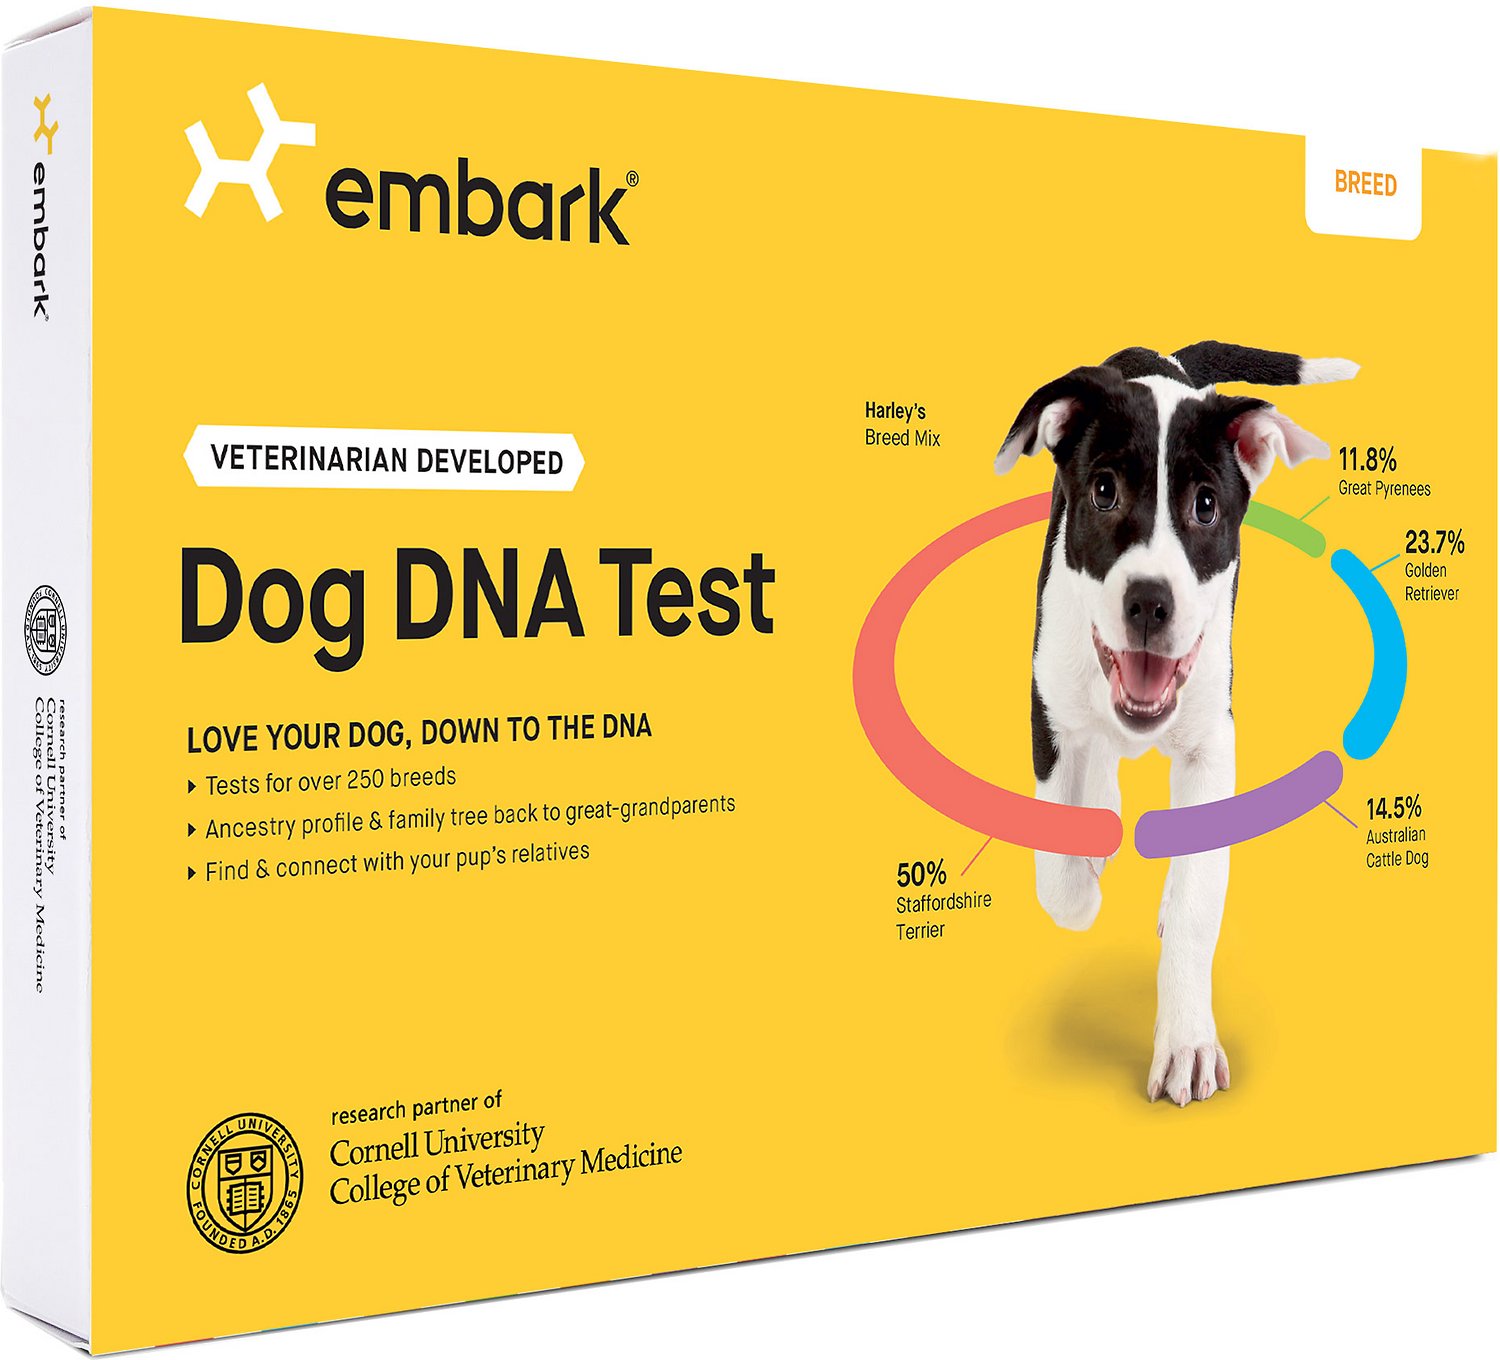 embark®
research partner of
Cornell University
College of Veterinary Medicine
embark®
BREED
VETERINARIAN DEVELOPED
Dog DNA Test
LOVE YOUR DOG, DOWN TO THE DNA
Tests for over 250 breeds
Ancestry profile & family tree back to great-grandparents
Find & connect with your pup's relatives
Harley's
Breed Mix
11.8%
Great Pyrenees
23.7%
Golden
Retriever
14.5%
Australian
Cattle Dog
50%
Staffordshire
Terrier
CORNELL UNIVERSITY
FOUNDED A.D. 1865
research partner of
Cornell University
College of Veterinary Medicine